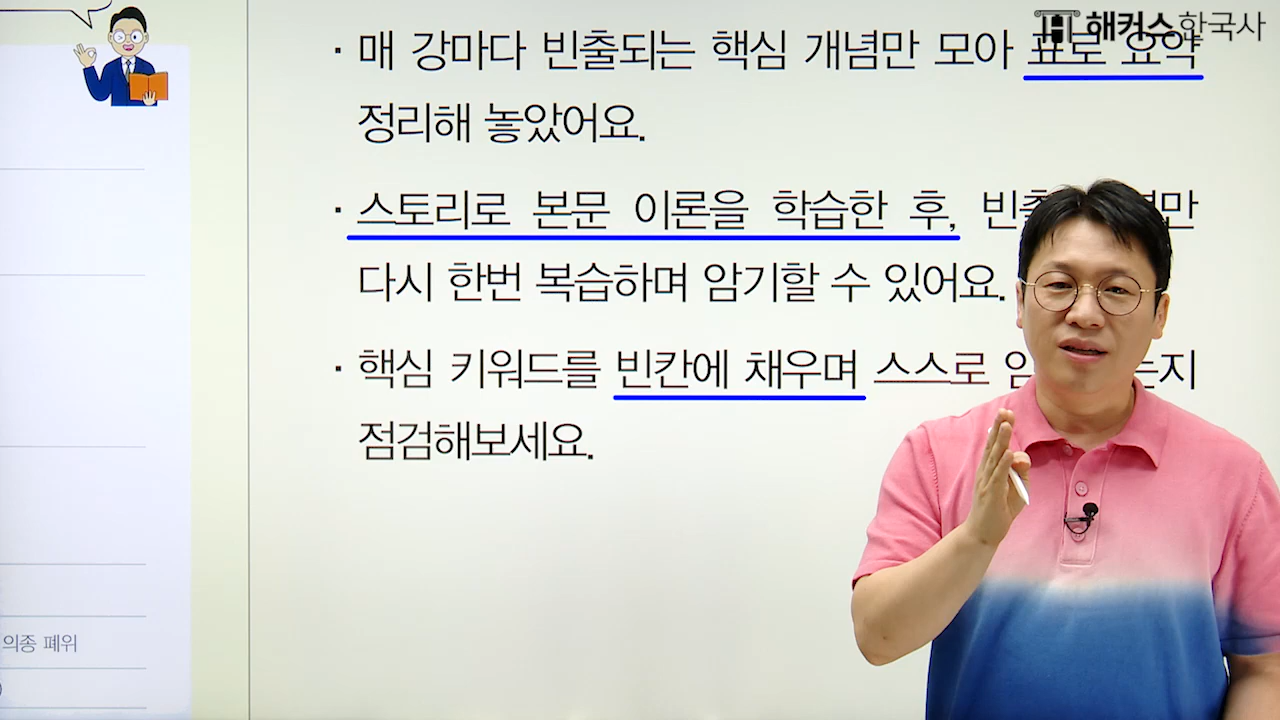 해커스한국사
· 매 강마다 빈출되는 핵심 개념만 모아 표로 요약
정리해 놓았어요.
· 스토리로 본문 이론을 학습한 후,
다시 한번 복습하며 암기할 수 있어요.
· 핵심 키워드를 빈칸에 채우며 스스로
점검해보세요.
의종 폐위